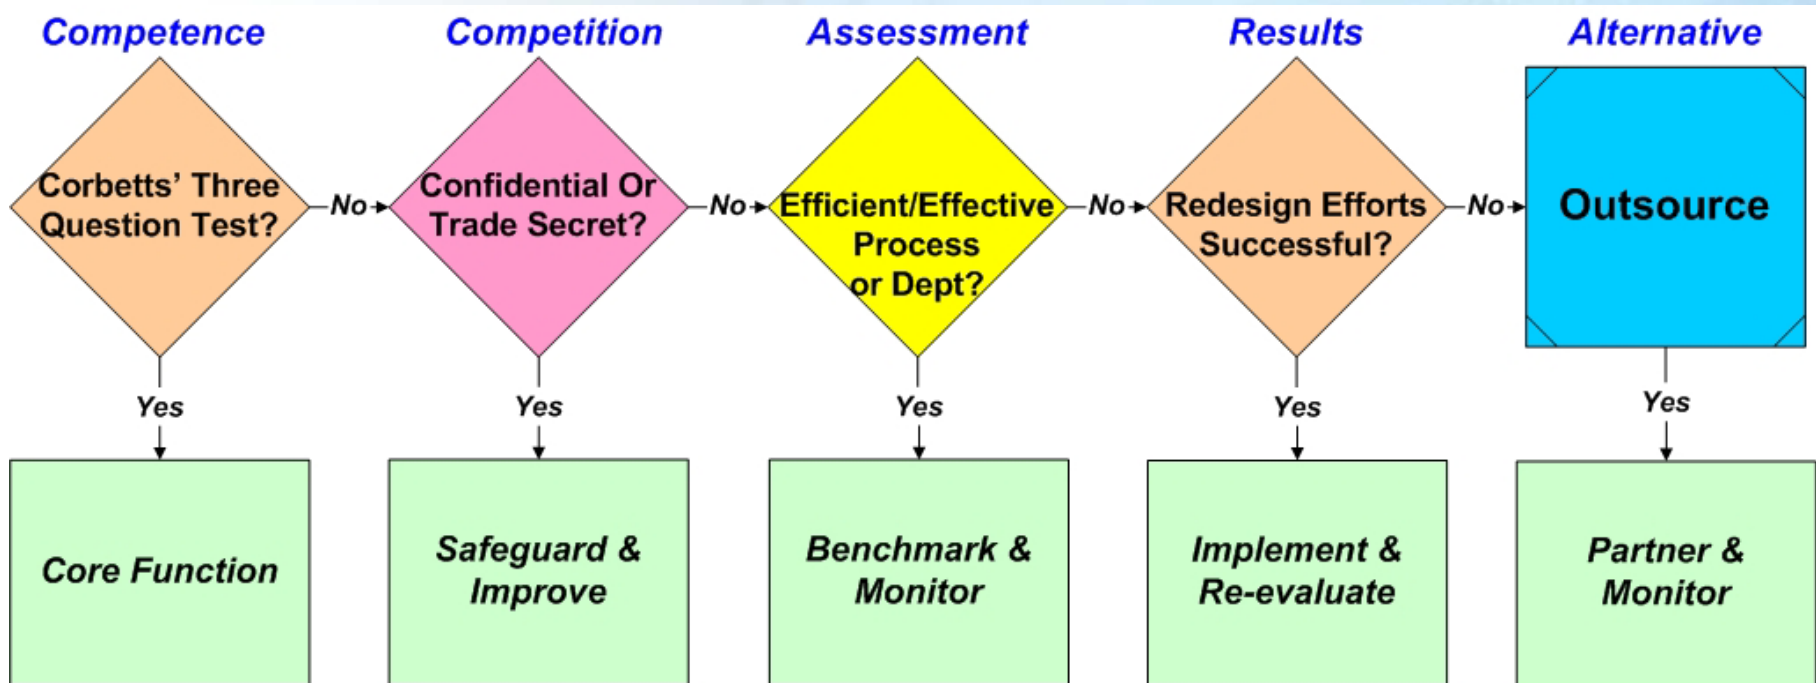 Competence
Competition
Assessment
Results
Alternative
Corbetts’ Three
Question Test?
No
Confidential Or
Trade Secret?
No
Efficient/Effective
Process
or Dept?
No
Redesign Efforts
Successful?
No
Outsource
Yes
Yes
Yes
Yes
Yes
Core Function
Safeguard &
Improve
Benchmark &
Monitor
Implement &
Re-evaluate
Partner &
Monitor